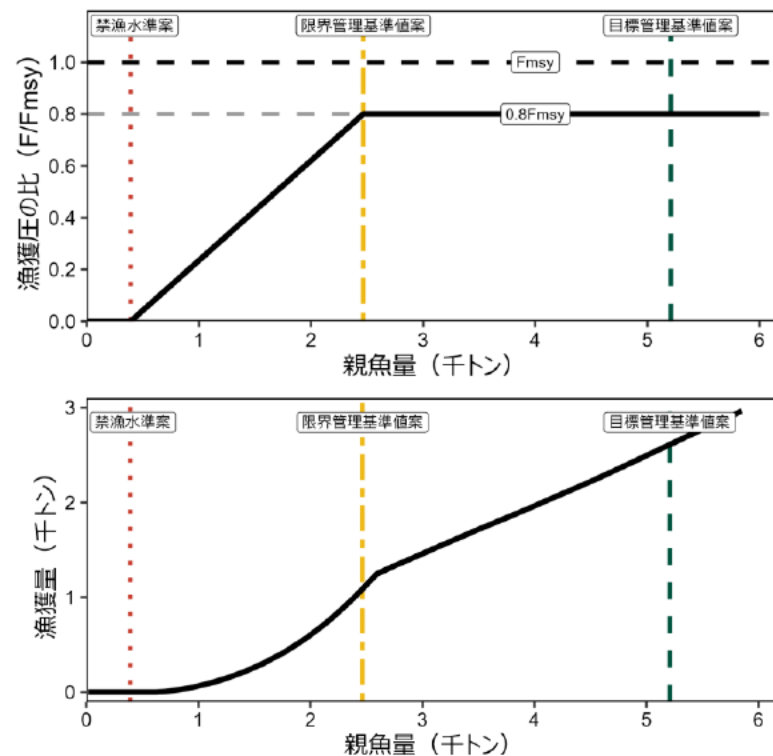 禁漁水準案
限界管理基準値案
目標管理基準値案
Fmsy
0.8Fmsy
1.0
0.8
0.6
0.4
0.2
0.0
漁獲圧の比（F/Fmsy）
0 1 2 3 4 5 6
親魚量（千トン）
禁漁水準案
限界管理基準値案
目標管理基準値案
3
2
1
0
漁獲量（千トン）
0 1 2 3 4 5 6
親魚量（千トン）